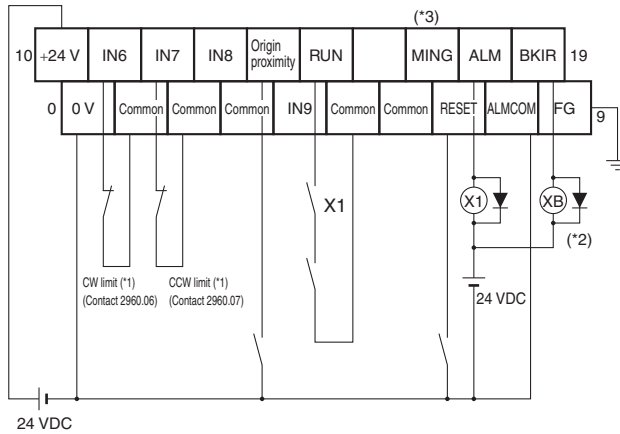 (*3)
10 +24 V IN6 IN7 IN8 Origin proximity RUN MING ALM BKIR 19
0 0 V Common Common Common IN9 Common Common RESET ALMCOM FG 9
X1
X1
XB
(*2)
CW limit (*1)
(Contact 2960.06)
CCW limit (*1)
(Contact 2960.07)
24 VDC
24 VDC